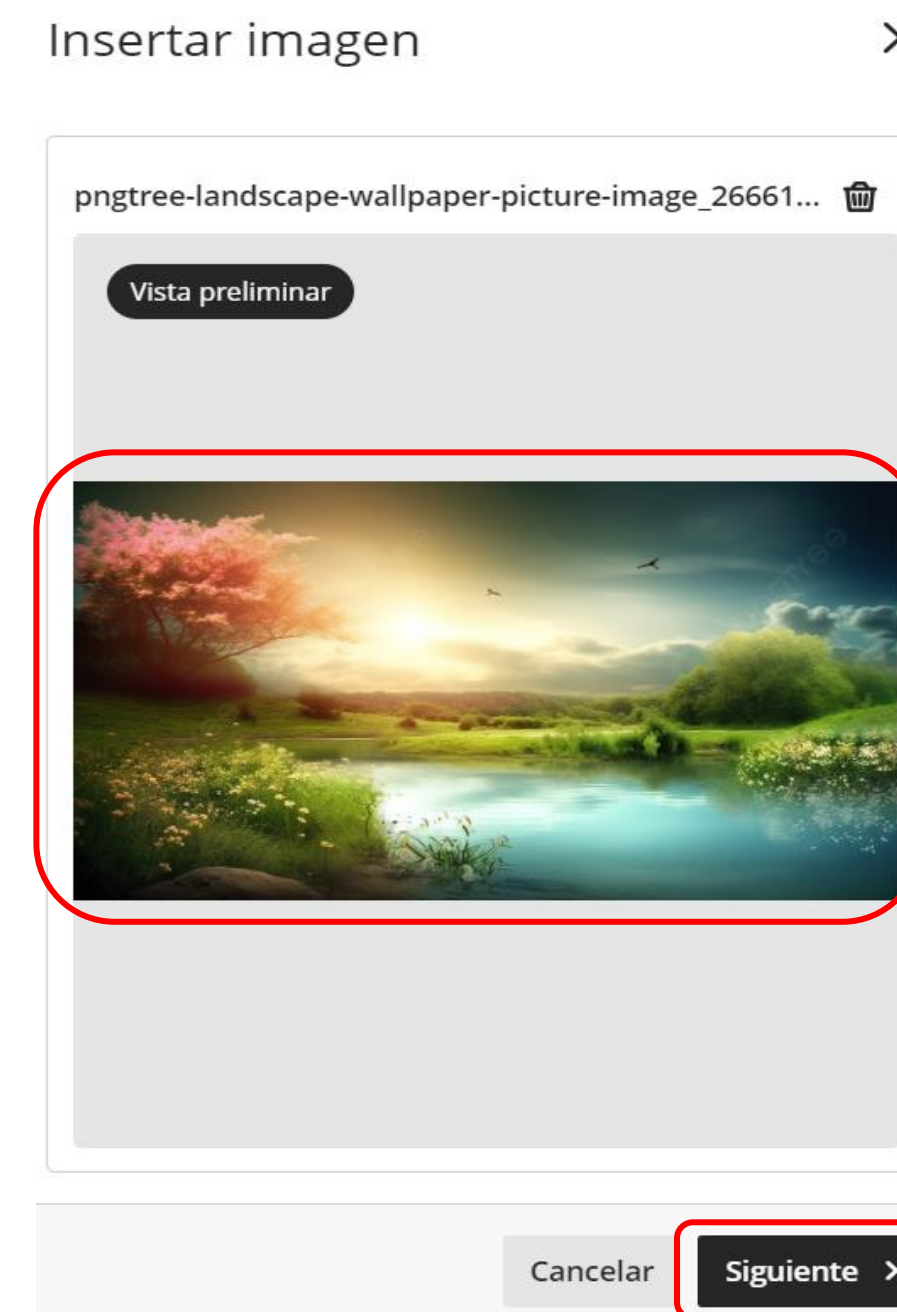 Insertar imagen
pngtree-landscape-wallpaper-picture-image_26661...
Vista preliminar
Cancelar
Siguiente